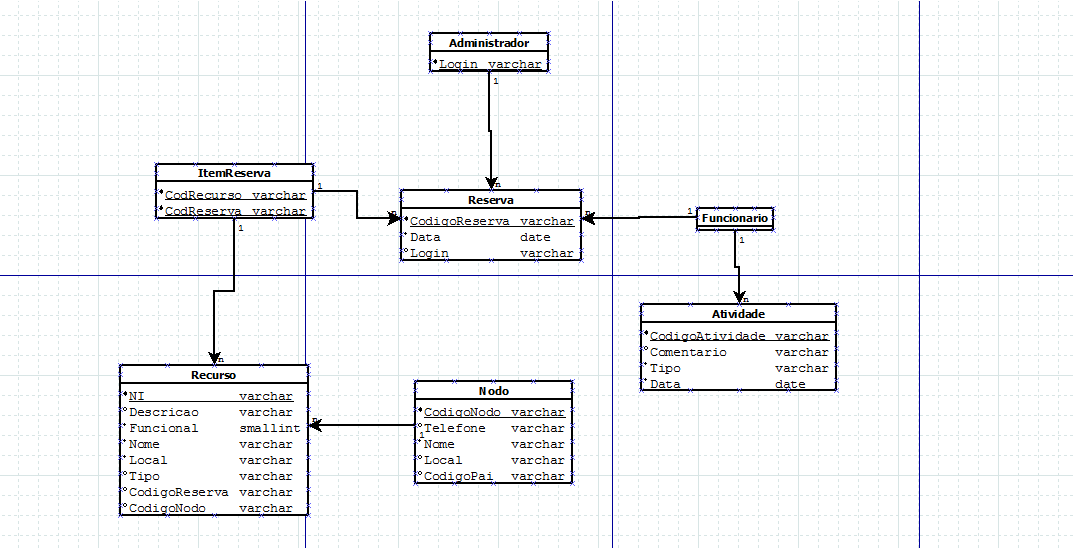 Administrador
Login varchar
1
n
ItemReserva
CodRecurso varchar
CodReserva varchar
1
1
n
Reserva
CodigoReserva varchar
Data date
Login varchar
n
1
Funcionario
1
n
Atividade
CodigoAtividade varchar
Comentario varchar
Tipo varchar
Data date
n
Recurso
NI varchar
Descricao varchar
Funcional smallint
Nome varchar
Local varchar
Tipo varchar
CodigoReserva varchar
CodigoNodo varchar
n
1
Nodo
CodigoNodo varchar
Telefone varchar
Nome varchar
Local varchar
CodigoPai varchar